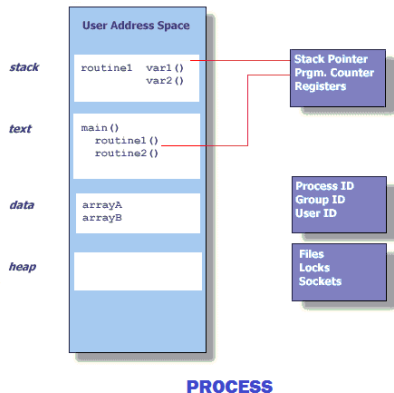 User Address Space
stack
routine1 var1()
var2()
text
main()
routine1()
routine2()
data
arrayA
arrayB
heap
Stack Pointer
Prgm. Counter
Registers
Process ID
Group ID
User ID
Files
Locks
Sockets
PROCESS